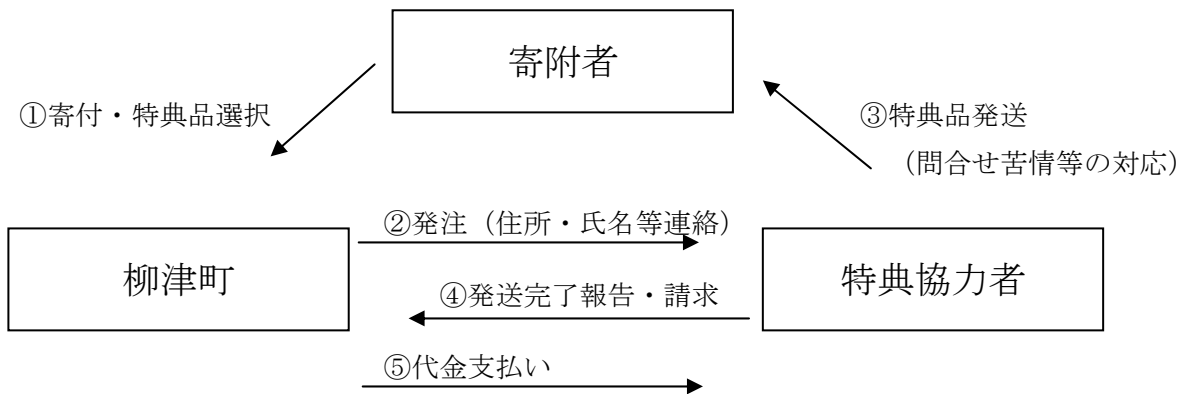 寄附者
①寄付・特典品選択
③特典品発送
（問合せ苦情等の対応）
②発注（住所・氏名等連絡）
柳津町
特典協力者
④発送完了報告・請求
⑤代金支払い